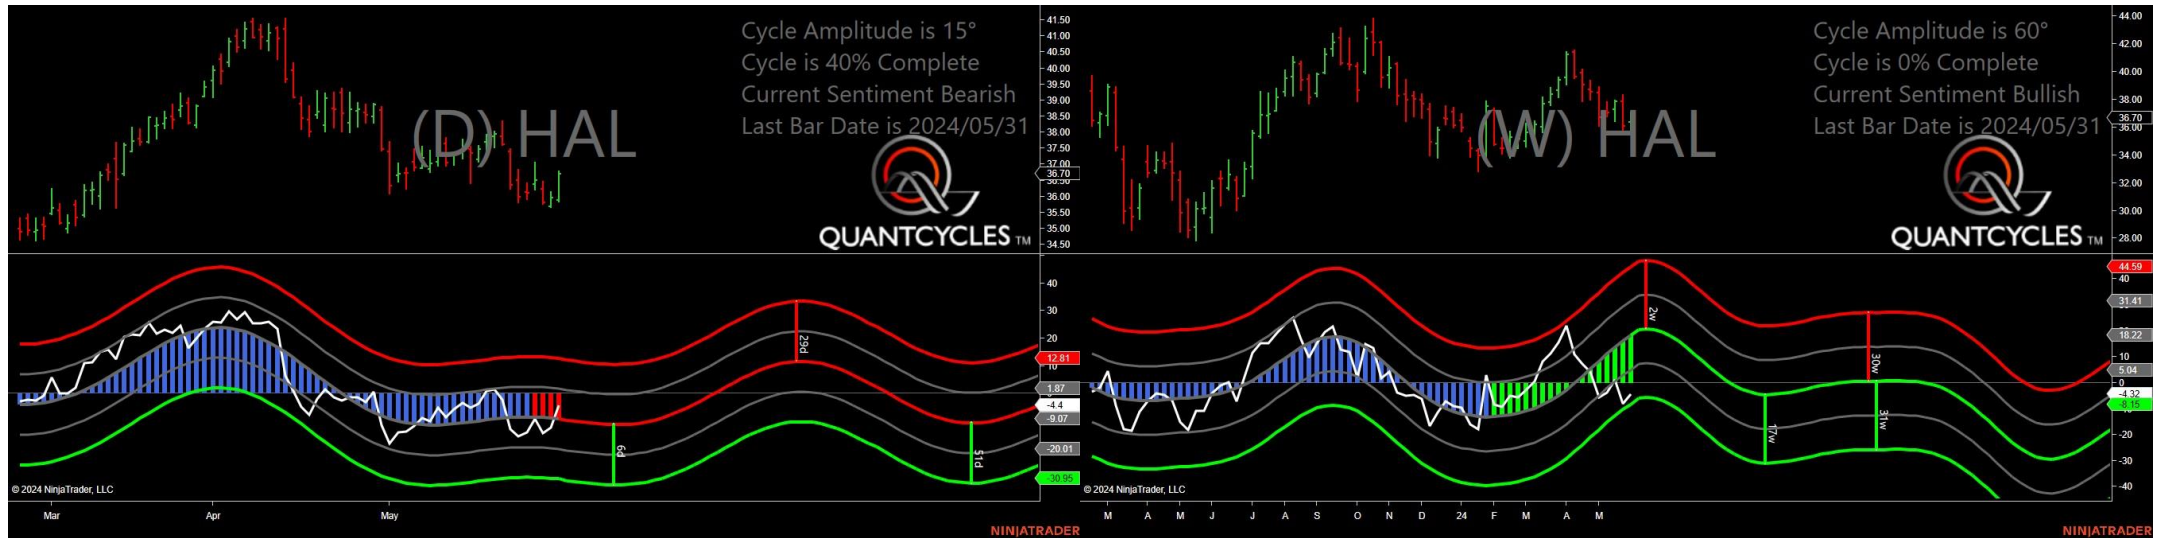 Cycle Amplitude is 15°
Cycle is 40% Complete
Current Sentiment Bearish
Last Bar Date is 2024/05/31
(D) HAL
QUANTCYCLES TM
41.50
41.00
40.50
40.00
39.50
39.00
38.50
38.00
37.50
37.00
36.70
36.50
36.00
35.50
35.00
34.50
40
30
20
12.81
10
1.87
-4.4
-9.07
-20.01
-30.95
29d
6d
51d
© 2024 NinjaTrader, LLC
Mar Apr May
NINJATRADER
Cycle Amplitude is 60°
Cycle is 0% Complete
Current Sentiment Bullish
Last Bar Date is 2024/05/31
(W) HAL
QUANTCYCLES TM
44.00
42.00
40.00
38.00
36.70
36.00
34.00
32.00
30.00
28.00
44.59
40
31.41
18.22
10
5.04
0
-4.32
-8.15
-20
-30
-40
2w
30w
17w
31w
© 2024 NinjaTrader, LLC
M A M J J A S O N D 24 F M A M
NINJATRADER